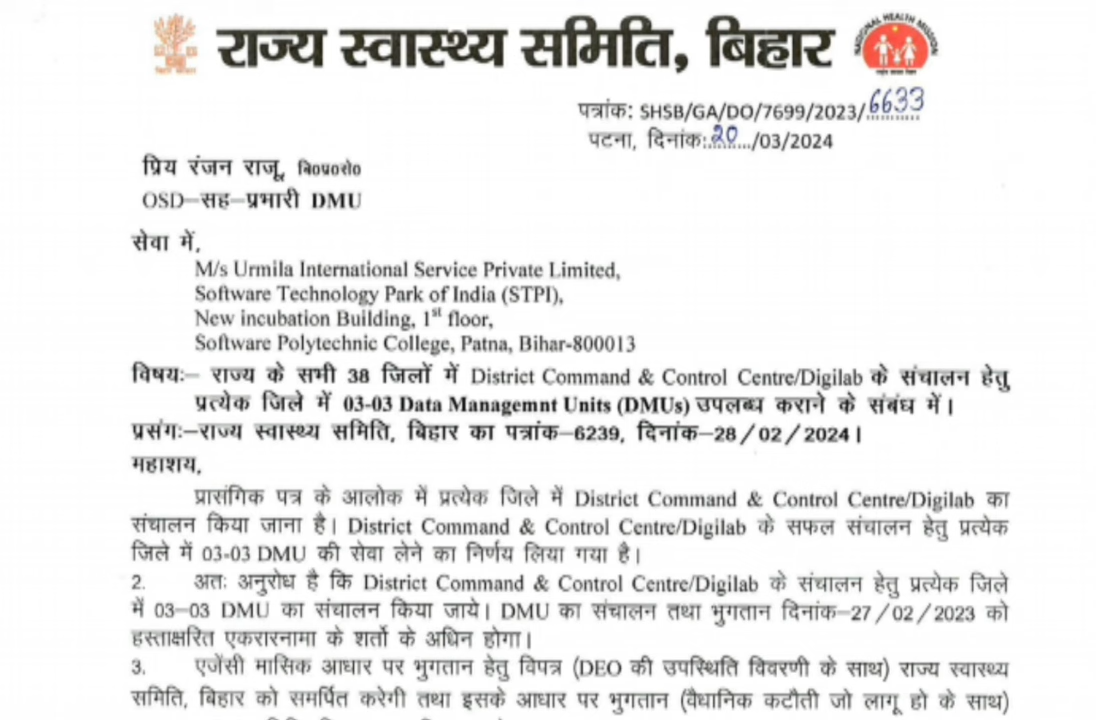 राज्य स्वास्थ्य समिति, बिहार
NATIONAL HEALTH MISSION
पत्रांक: SHSB/GA/DO/7699/2023/6633
पटना, दिनांक:20/03/2024
प्रिय रंजन राजू, बि०प्र०से०
OSD–सह–प्रभारी DMU
सेवा में,
M/s Urmila International Service Private Limited,
Software Technology Park of India (STPI),
New incubation Building, 1st floor,
Software Polytechnic College, Patna, Bihar-800013
विषय:– राज्य के सभी 38 जिलों में District Command & Control Centre/Digilab के संचालन हेतु
प्रत्येक जिले में 03-03 Data Managemnt Units (DMUs) उपलब्ध कराने के संबंध में।
प्रसंग:–राज्य स्वास्थ्य समिति, बिहार का पत्रांक–6239, दिनांक–28/02/2024।
महाशय,
प्रासंगिक पत्र के आलोक में प्रत्येक जिले में District Command & Control Centre/Digilab का
संचालन किया जाना है। District Command & Control Centre/Digilab के सफल संचालन हेतु प्रत्येक
जिले में 03-03 DMU की सेवा लेने का निर्णय लिया गया है।
2. अतः अनुरोध है कि District Command & Control Centre/Digilab के संचालन हेतु प्रत्येक जिले
में 03–03 DMU का संचालन किया जाये। DMU का संचालन तथा भुगतान दिनांक–27/02/2023 को
हस्ताक्षरित एकरारनामा के शर्तो के अधिन होगा।
3. एजेंसी मासिक आधार पर भुगतान हेतु विपत्र (DEO की उपस्थिति विवरणी के साथ) राज्य स्वास्थ्य
समिति, बिहार को समर्पित करेगी तथा इसके आधार पर भुगतान (वैधानिक कटौती जो लागू हो के साथ)